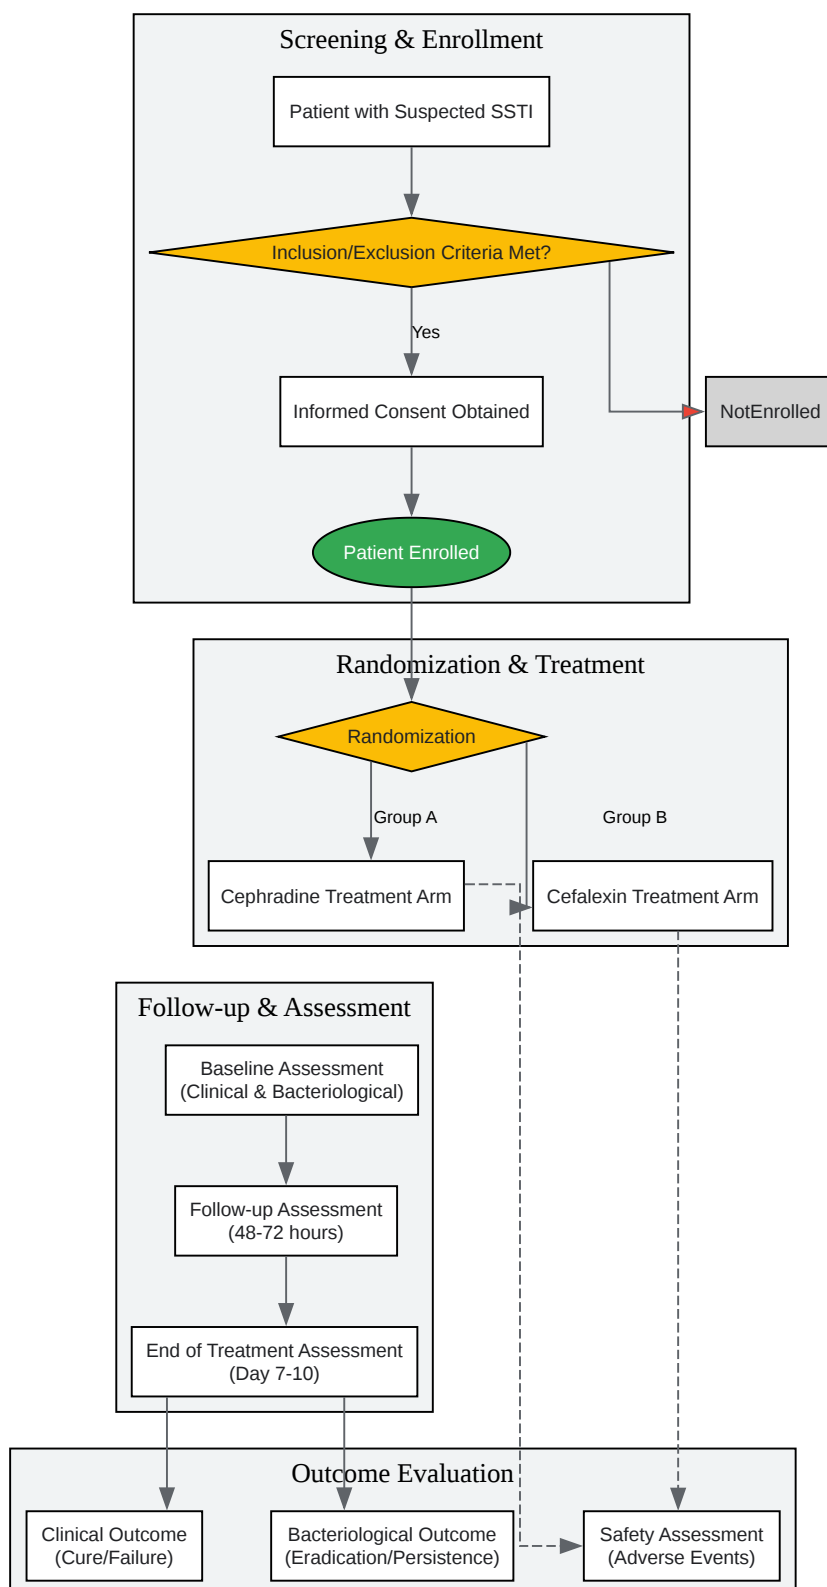 Screening & Enrollment
Patient with Suspected SSTI
Inclusion/Exclusion Criteria Met?
Yes
Informed Consent Obtained
NotEnrolled
Patient Enrolled
Randomization & Treatment
Randomization
Group A
Group B
Cephradine Treatment Arm
Cefalexin Treatment Arm
Follow-up & Assessment
Baseline Assessment
(Clinical & Bacteriological)
Follow-up Assessment
(48-72 hours)
End of Treatment Assessment
(Day 7-10)
Outcome Evaluation
Clinical Outcome
(Cure/Failure)
Bacteriological Outcome
(Eradication/Persistence)
Safety Assessment
(Adverse Events)